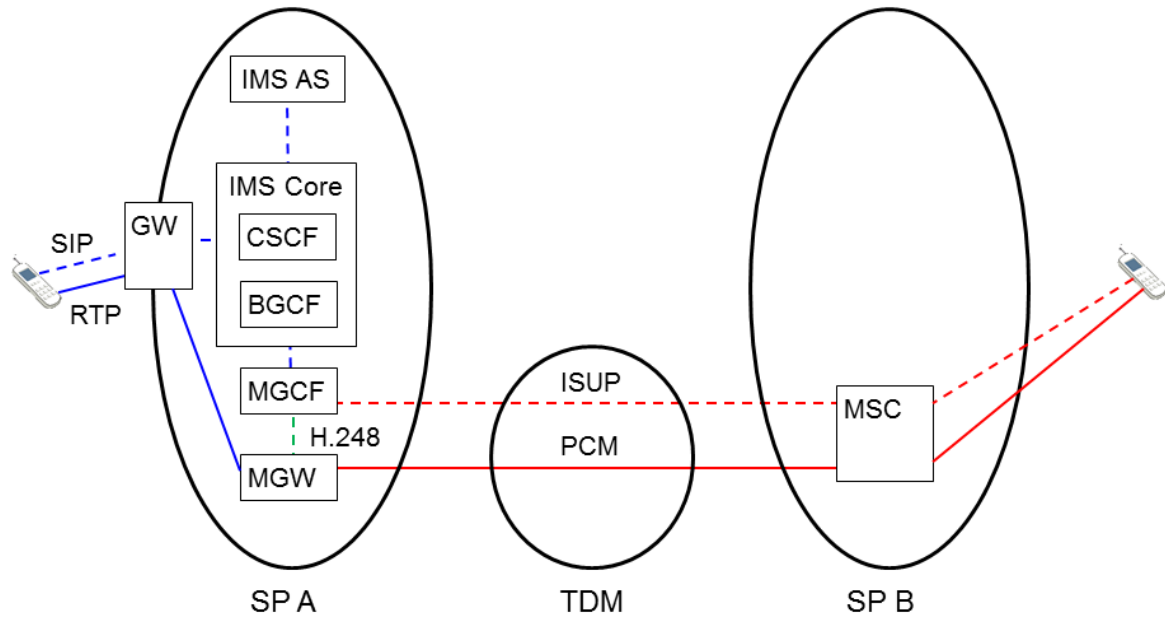 IMS AS
IMS Core
GW
CSCF
SIP
BGCF
RTP
MGCF
ISUP
MSC
H.248
PCM
MGW
SP A
TDM
SP B